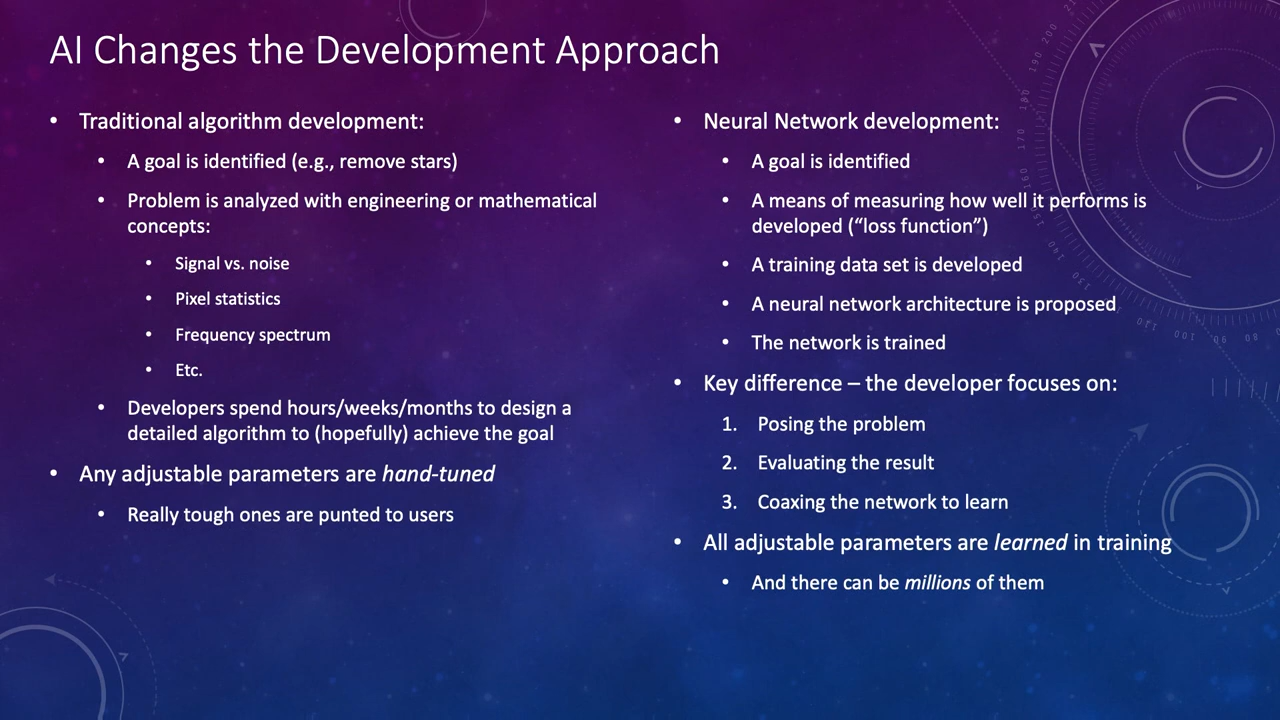 AI Changes the Development Approach
• Traditional algorithm development:
• A goal is identified (e.g., remove stars)
• Problem is analyzed with engineering or mathematical
concepts:
• Signal vs. noise
• Pixel statistics
• Frequency spectrum
• Etc.
• Developers spend hours/weeks/months to design a
detailed algorithm to (hopefully) achieve the goal
• Any adjustable parameters are hand-tuned
• Really tough ones are punted to users
• Neural Network development:
• A goal is identified
• A means of measuring how well it performs is
developed (“loss function”)
• A training data set is developed
• A neural network architecture is proposed
• The network is trained
• Key difference – the developer focuses on:
1. Posing the problem
2. Evaluating the result
3. Coaxing the network to learn
• All adjustable parameters are learned in training
• And there can be millions of them